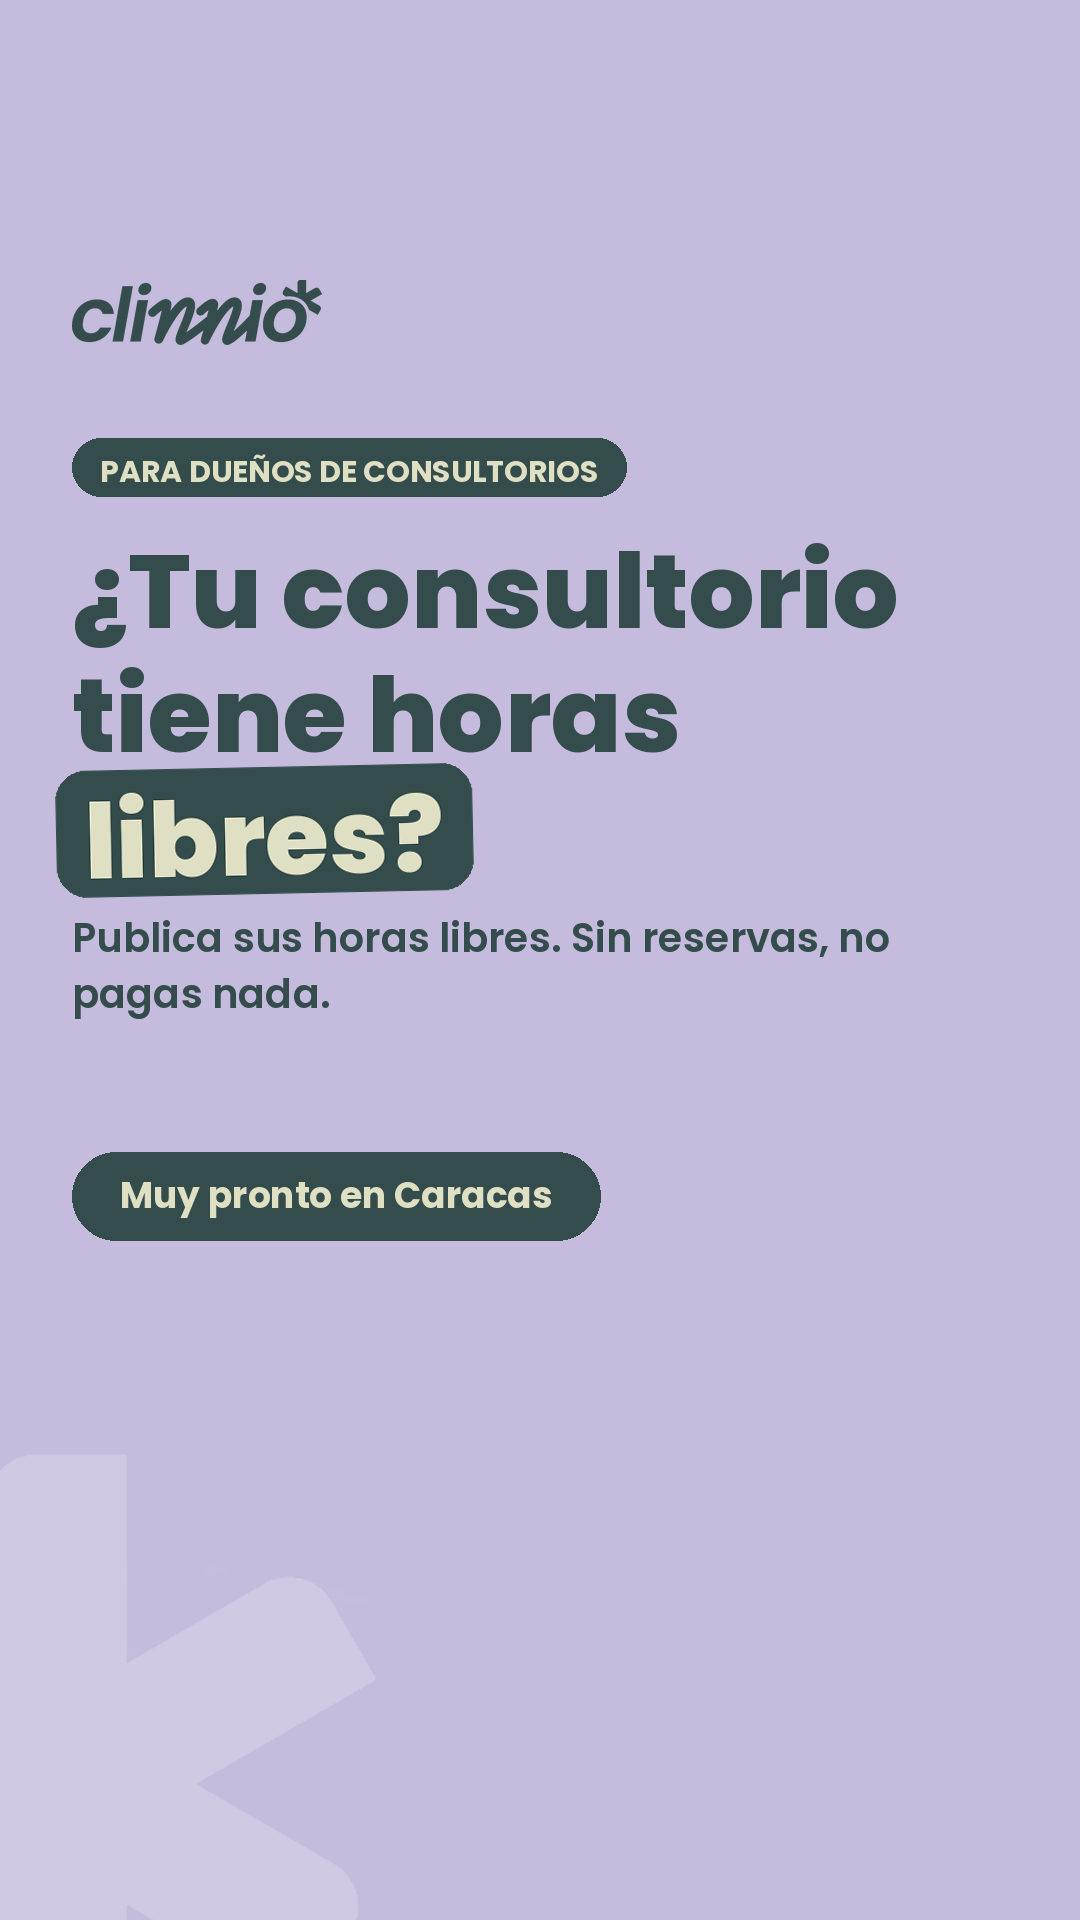 clinnio
PARA DUEÑOS DE CONSULTORIOS
¿Tu consultorio
tiene horas
libres?
Publica sus horas libres. Sin reservas, no
pagas nada.
Muy pronto en Caracas